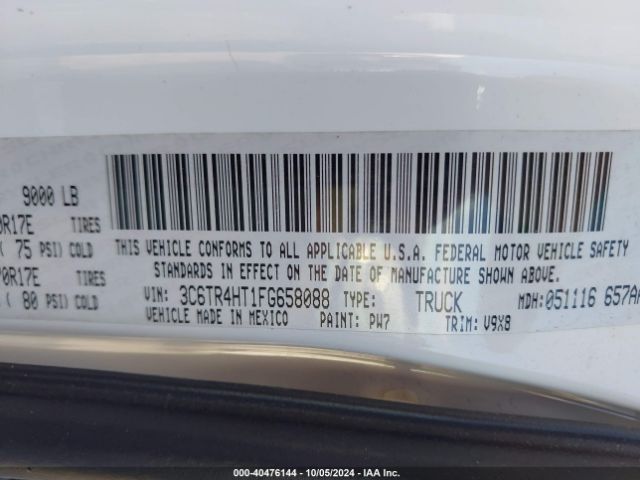 9000 LB
0R17E TIRES
( 75 PSI) COLD
70R17E TIRES
( 80 PSI) COLD
THIS VEHICLE CONFORMS TO ALL APPLICABLE U.S.A. FEDERAL MOTOR VEHICLE SAFETY
STANDARDS IN EFFECT ON THE DATE OF MANUFACTURE SHOWN ABOVE.
VIN: 3C6TR4HT1FG658088 TYPE: TRUCK MDH: 051116 657AA
VEHICLE MADE IN MEXICO PAINT: PW7 TRIM: V9X8
000-40476144 - 10/05/2024 - IAA Inc.